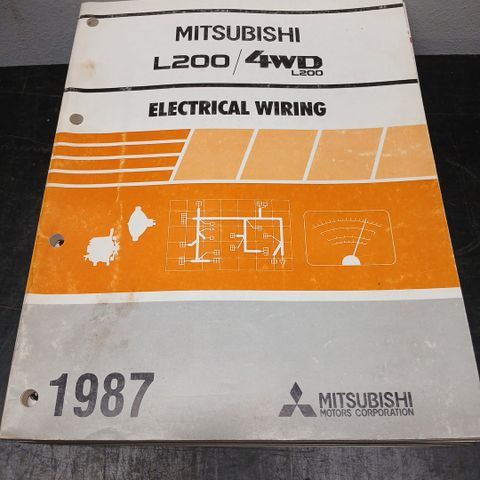 MITSUBISHI
L200/4WD
L200
ELECTRICAL WIRING
1987
MITSUBISHI
MOTORS CORPORATION